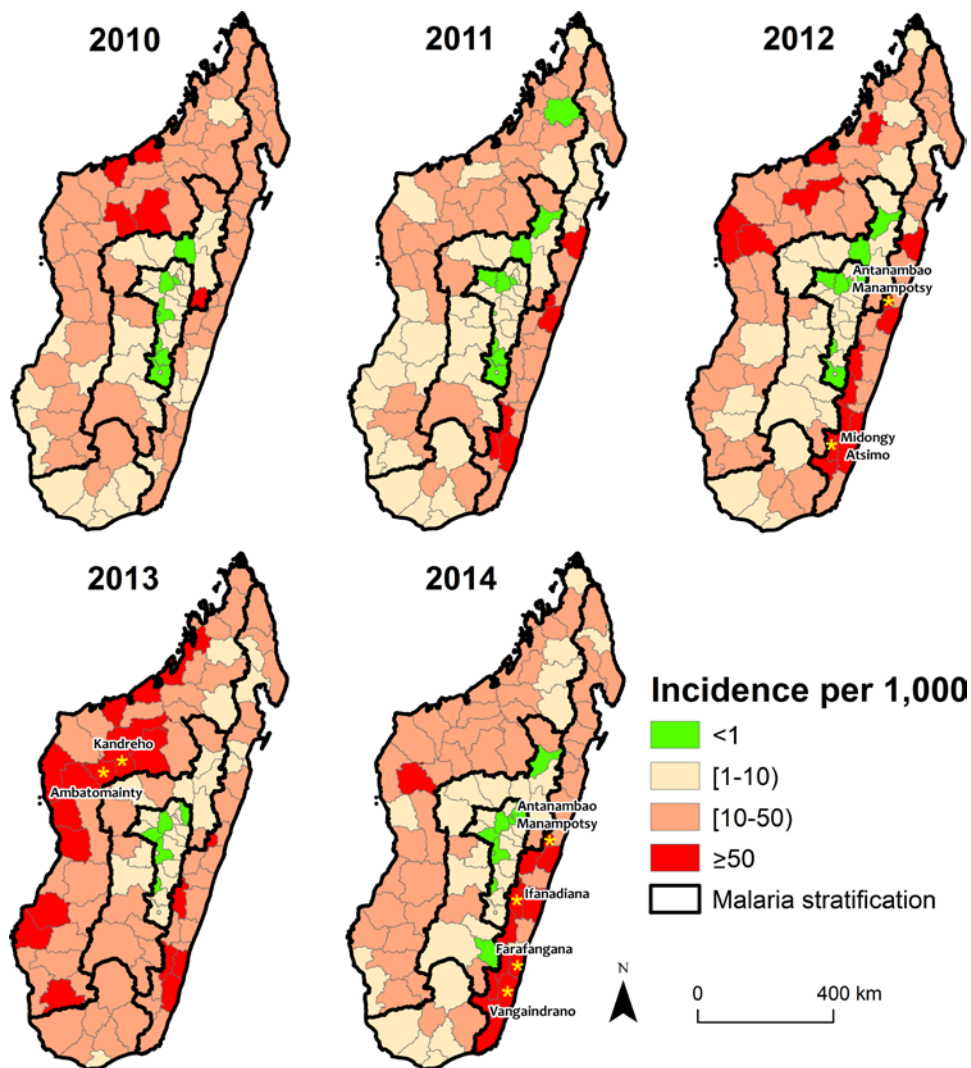 2010
2011
2012
Antanambao
Manampotsy
Midongy
Atsimo
2013
2014
Kandreho
Ambatomainty
Antanambao
Manampotsy
Ifanadiana
Farafangana
Vangaindrano
Incidence per 1,000
<1
[1-10)
[10-50)
≥50
Malaria stratification
N
0 400 km